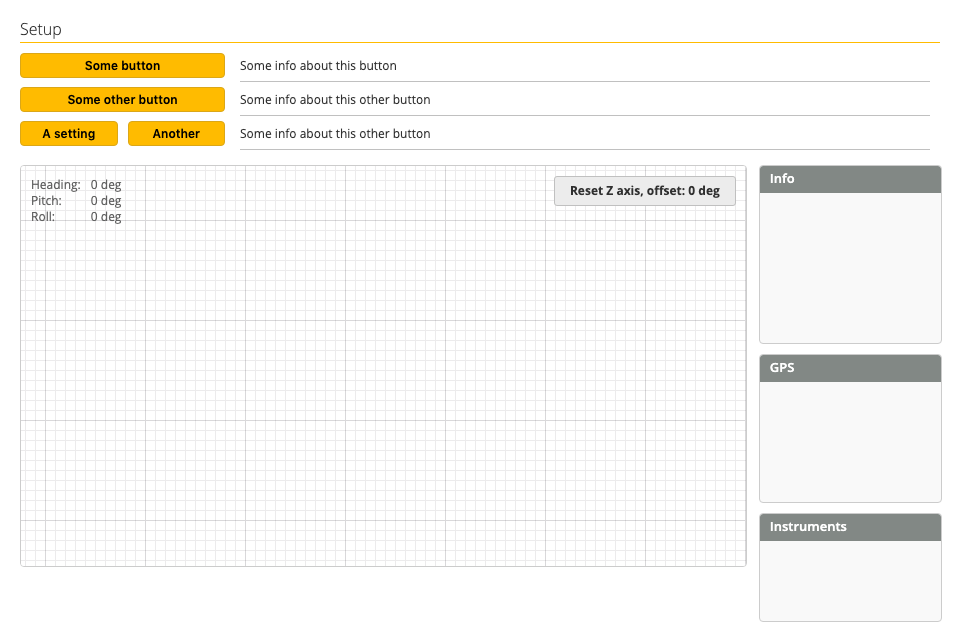 Setup
Some button
Some info about this button
Some other button
Some info about this other button
A setting
Another
Some info about this other button
Heading: 0 deg
Pitch: 0 deg
Roll: 0 deg
Reset Z axis, offset: 0 deg
Info
GPS
Instruments